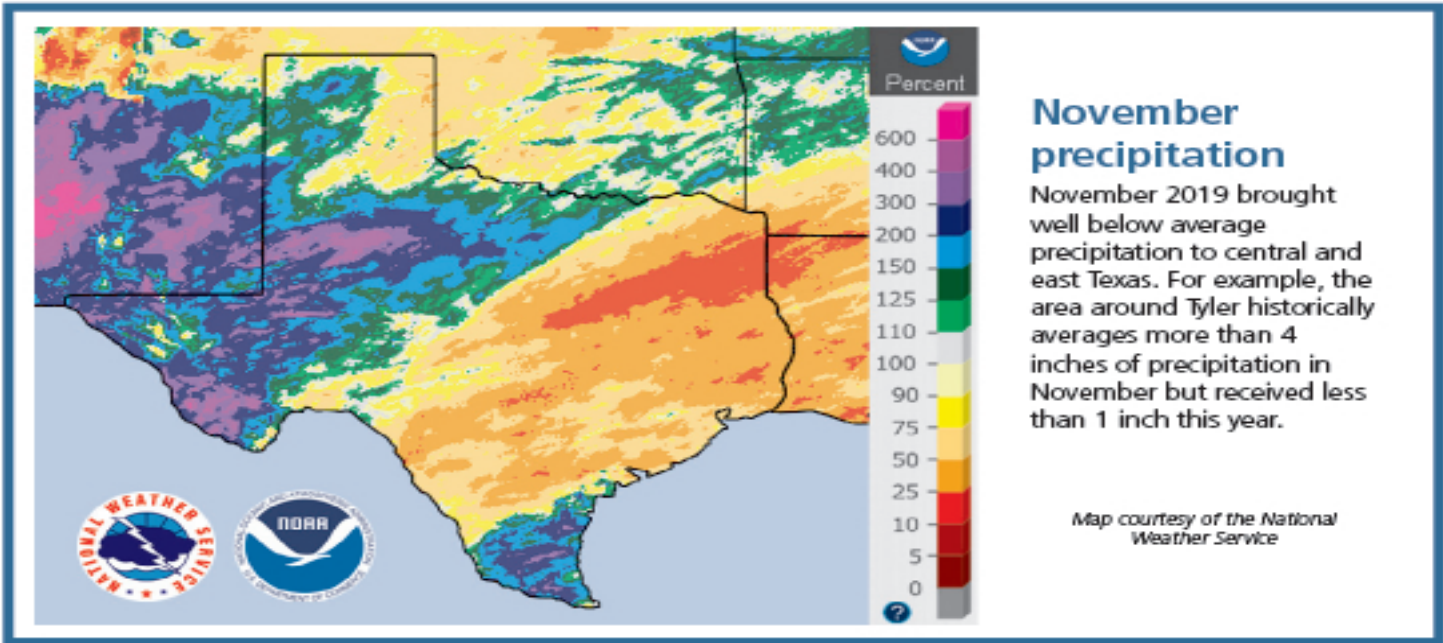 Percent
600
400
300
200
150
125
110
100
90
75
50
25
10
5
0
?
NATIONAL WEATHER SERVICE
NOAA
U.S. DEPARTMENT OF COMMERCE
November
precipitation
November 2019 brought
well below average
precipitation to central and
east Texas. For example, the
area around Tyler historically
averages more than 4
inches of precipitation in
November but received less
than 1 inch this year.
Map courtesy of the National
Weather Service